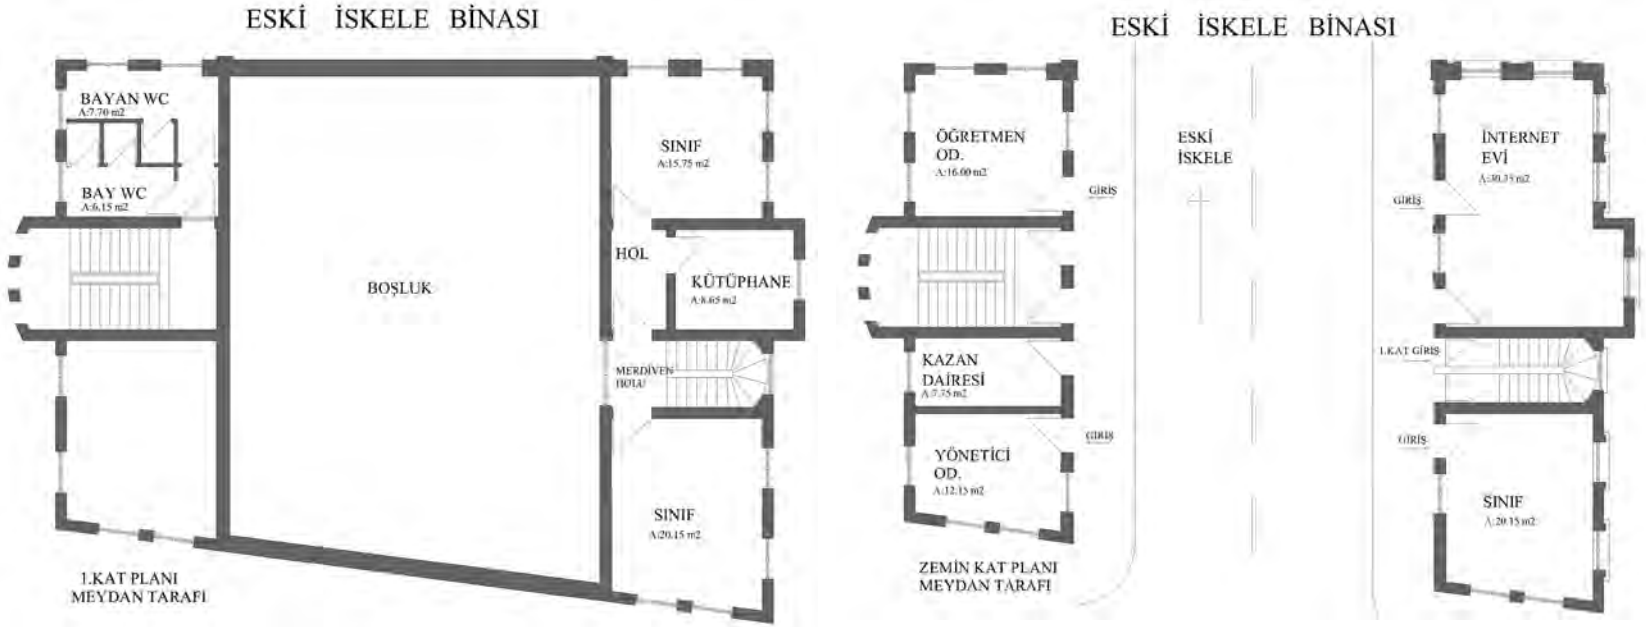 ESKİ İSKELE BİNASI
BAYAN WC
A:7.70 m2
BAY WC
A:6.15 m2
BOŞLUK
SINIF
A:15.75 m2
HOL
KÜTÜPHANE
A:8.65 m2
MERDİVEN
HOLU
SINIF
A:20.15 m2
1.KAT PLANI
MEYDAN TARAFI
ESKİ İSKELE BİNASI
ÖĞRETMEN
OD.
A:16.00 m2
GİRİŞ
ESKİ
İSKELE
KAZAN
DAİRESİ
A:7.75 m2
GİRİŞ
YÖNETİCİ
OD.
A:12.15 m2
ZEMİN KAT PLANI
MEYDAN TARAFI
İNTERNET
EVİ
GİRİŞ
1.KAT GİRİŞ
GİRİŞ
SINIF
A:20.15 m2